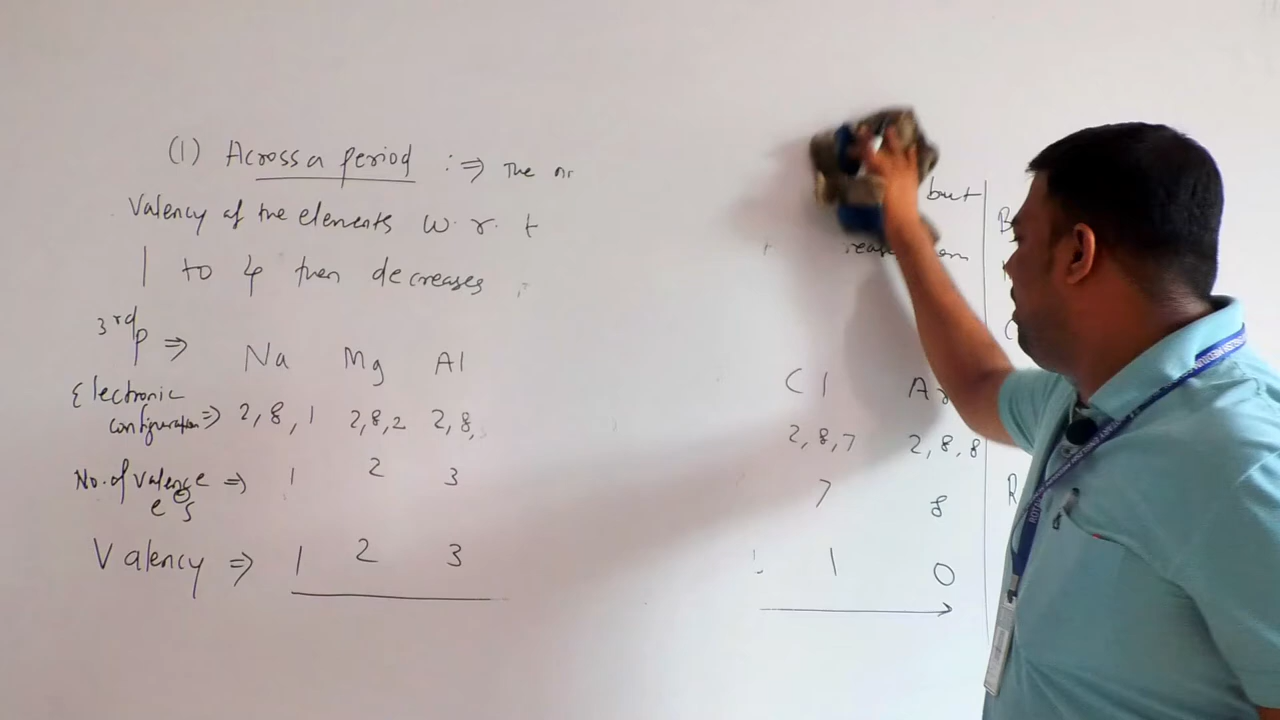 (1) Across a period :⇒ The
but
Valency of the elements w.r.t
1 to 4 then decreases
3rd p ⇒ Na Mg Al Cl Ar
Electronic configuration ⇒ 2,8,1 2,8,2 2,8, 2,8,7 2,8,8
No. of valence e⊖s ⇒ 1 2 3 7 8
Valency ⇒ 1 2 3 1 0